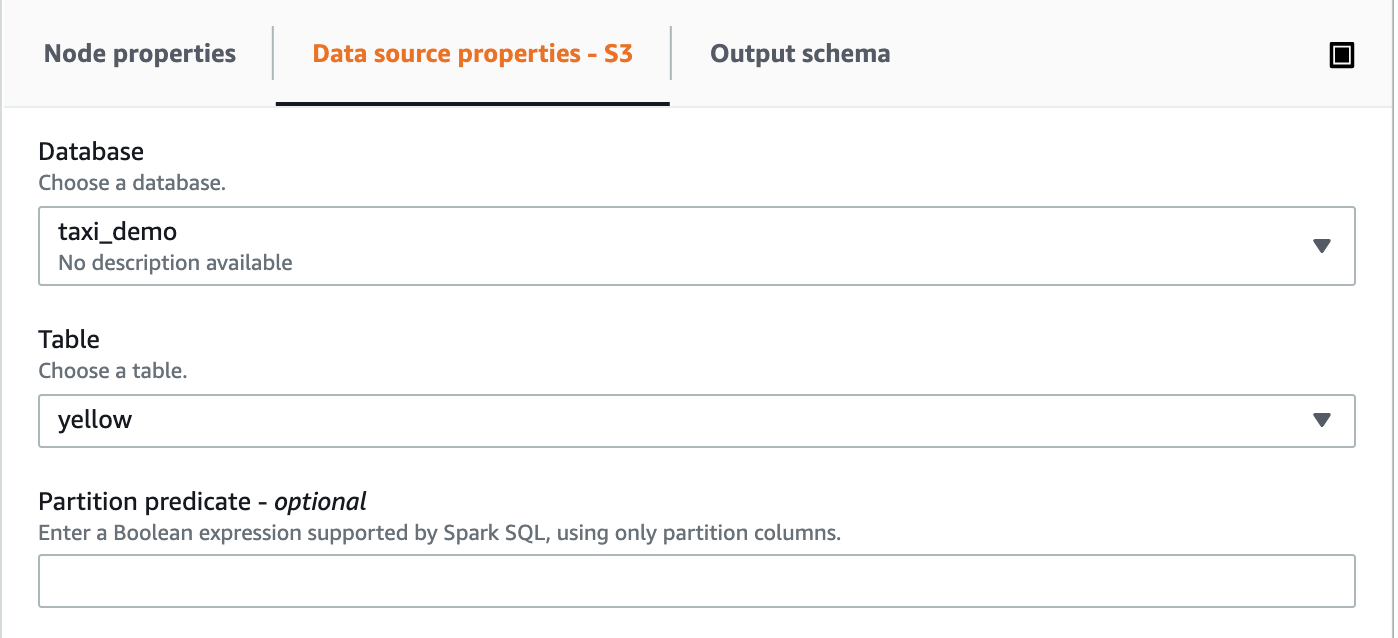 Node properties
Data source properties - S3
Output schema
Database
Choose a database.
taxi_demo
No description available
Table
Choose a table.
yellow
Partition predicate - optional
Enter a Boolean expression supported by Spark SQL, using only partition columns.